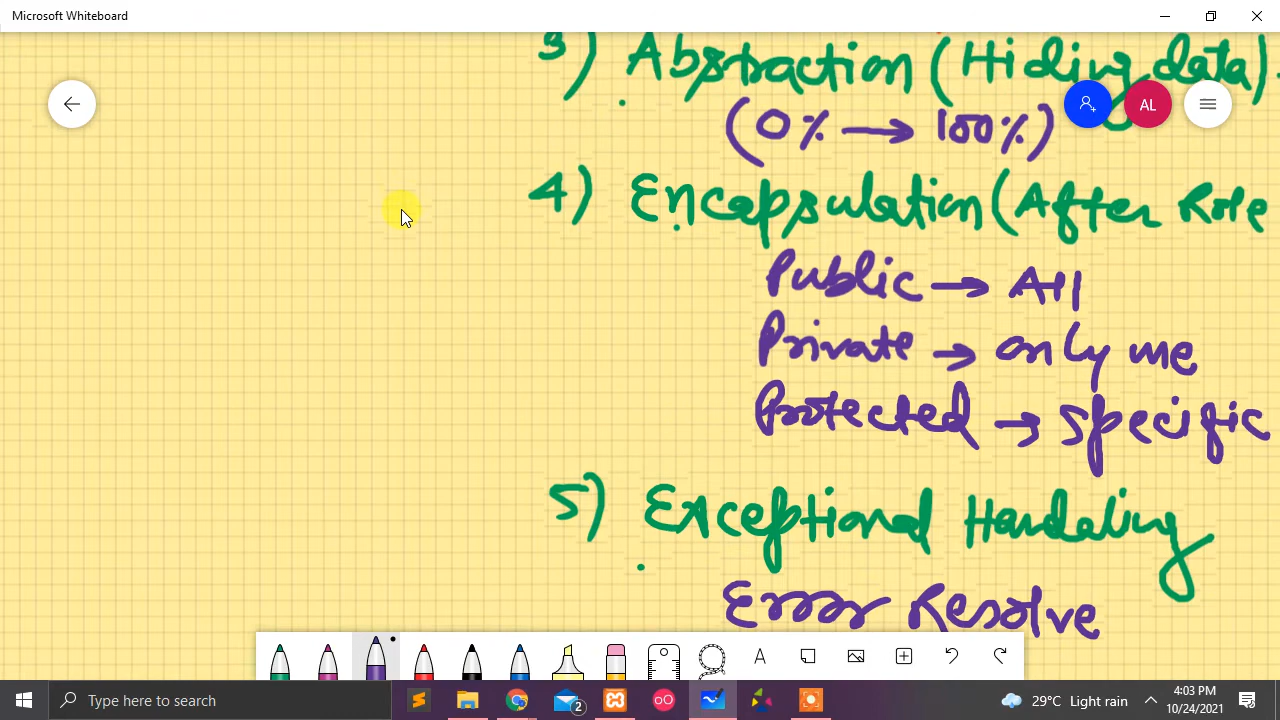 Microsoft Whiteboard
3) Abstraction (Hiding data)
AL
(0% → 100%)
4) Encapsulation (After Role
Public → All
Private → only me
Protected → Specific
5) Exceptional Handeling
Error Resolve
A
Type here to search
2
29°C Light rain
4:03 PM
10/24/2021